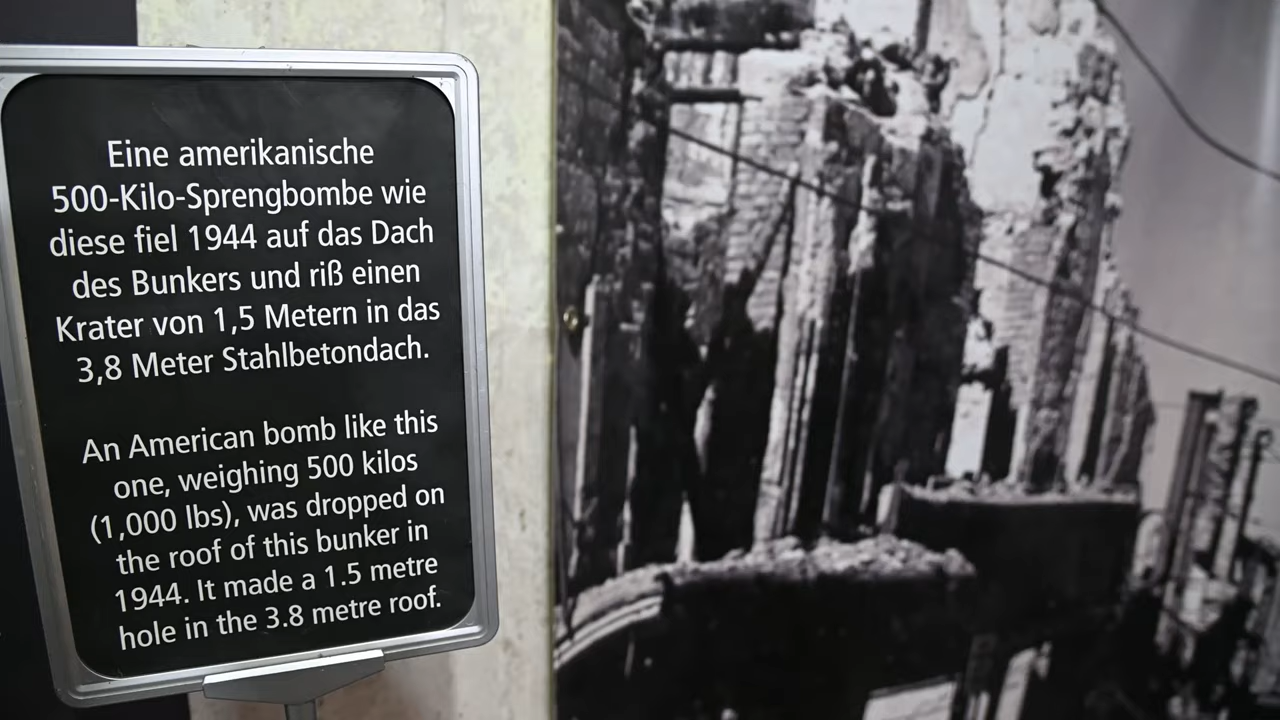 Eine amerikanische
500-Kilo-Sprengbombe wie
diese fiel 1944 auf das Dach
des Bunkers und riß einen
Krater von 1,5 Metern in das
3,8 Meter Stahlbetondach.
An American bomb like this
one, weighing 500 kilos
(1,000 lbs), was dropped on
the roof of this bunker in
1944. It made a 1.5 metre
hole in the 3.8 metre roof.